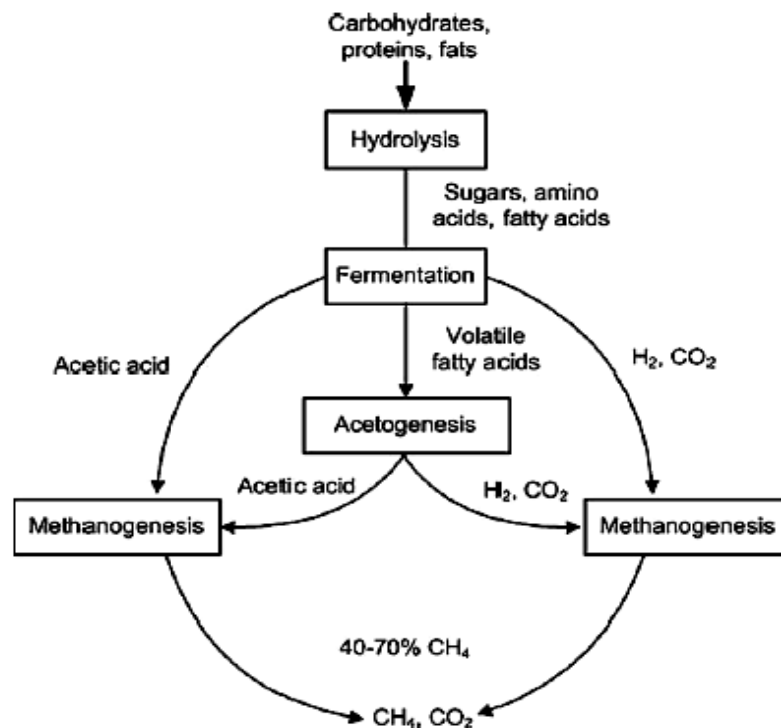 Carbohydrates,
proteins, fats
Hydrolysis
Sugars, amino
acids, fatty acids
Fermentation
Volatile
fatty acids
Acetic acid
H₂, CO₂
Acetogenesis
Acetic acid
H₂, CO₂
Methanogenesis
Methanogenesis
40-70% CH₄
CH₄, CO₂